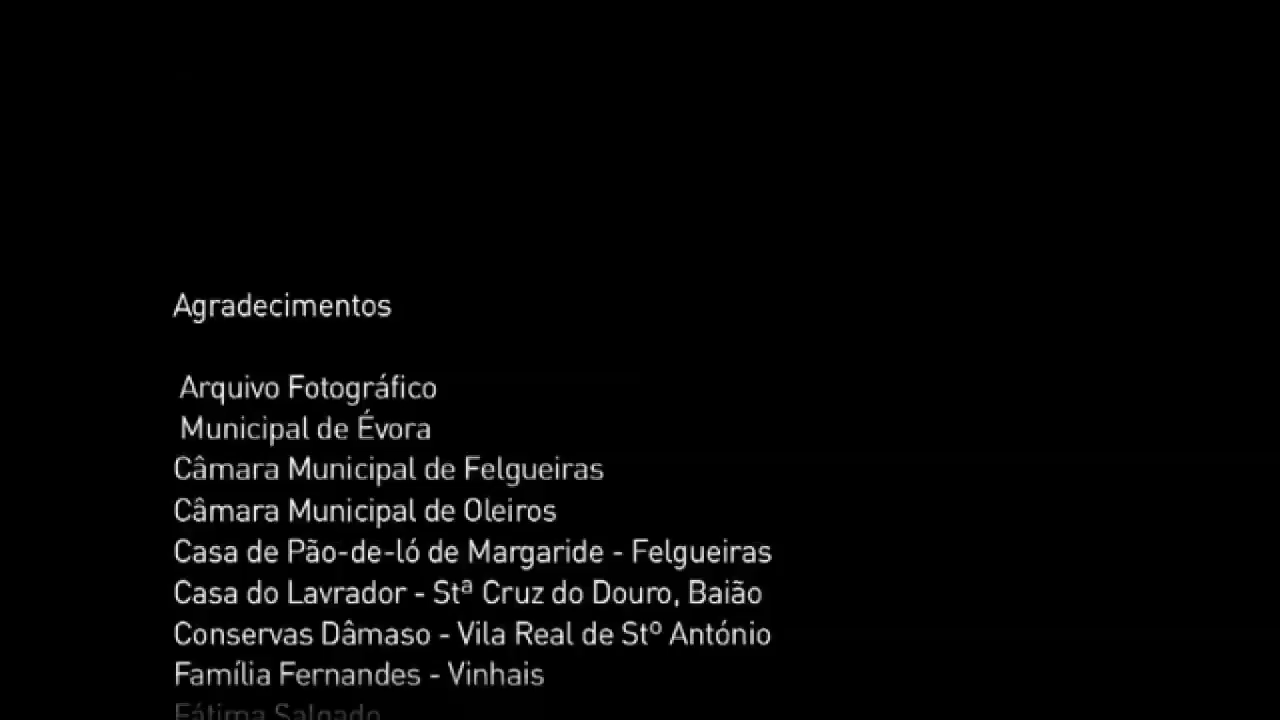 Agradecimentos
Arquivo Fotográfico
Municipal de Évora
Câmara Municipal de Felgueiras
Câmara Municipal de Oleiros
Casa de Pão-de-ló de Margaride - Felgueiras
Casa do Lavrador - Stª Cruz do Douro, Baião
Conservas Dâmaso - Vila Real de Stº António
Família Fernandes - Vinhais
Fátima Salgado